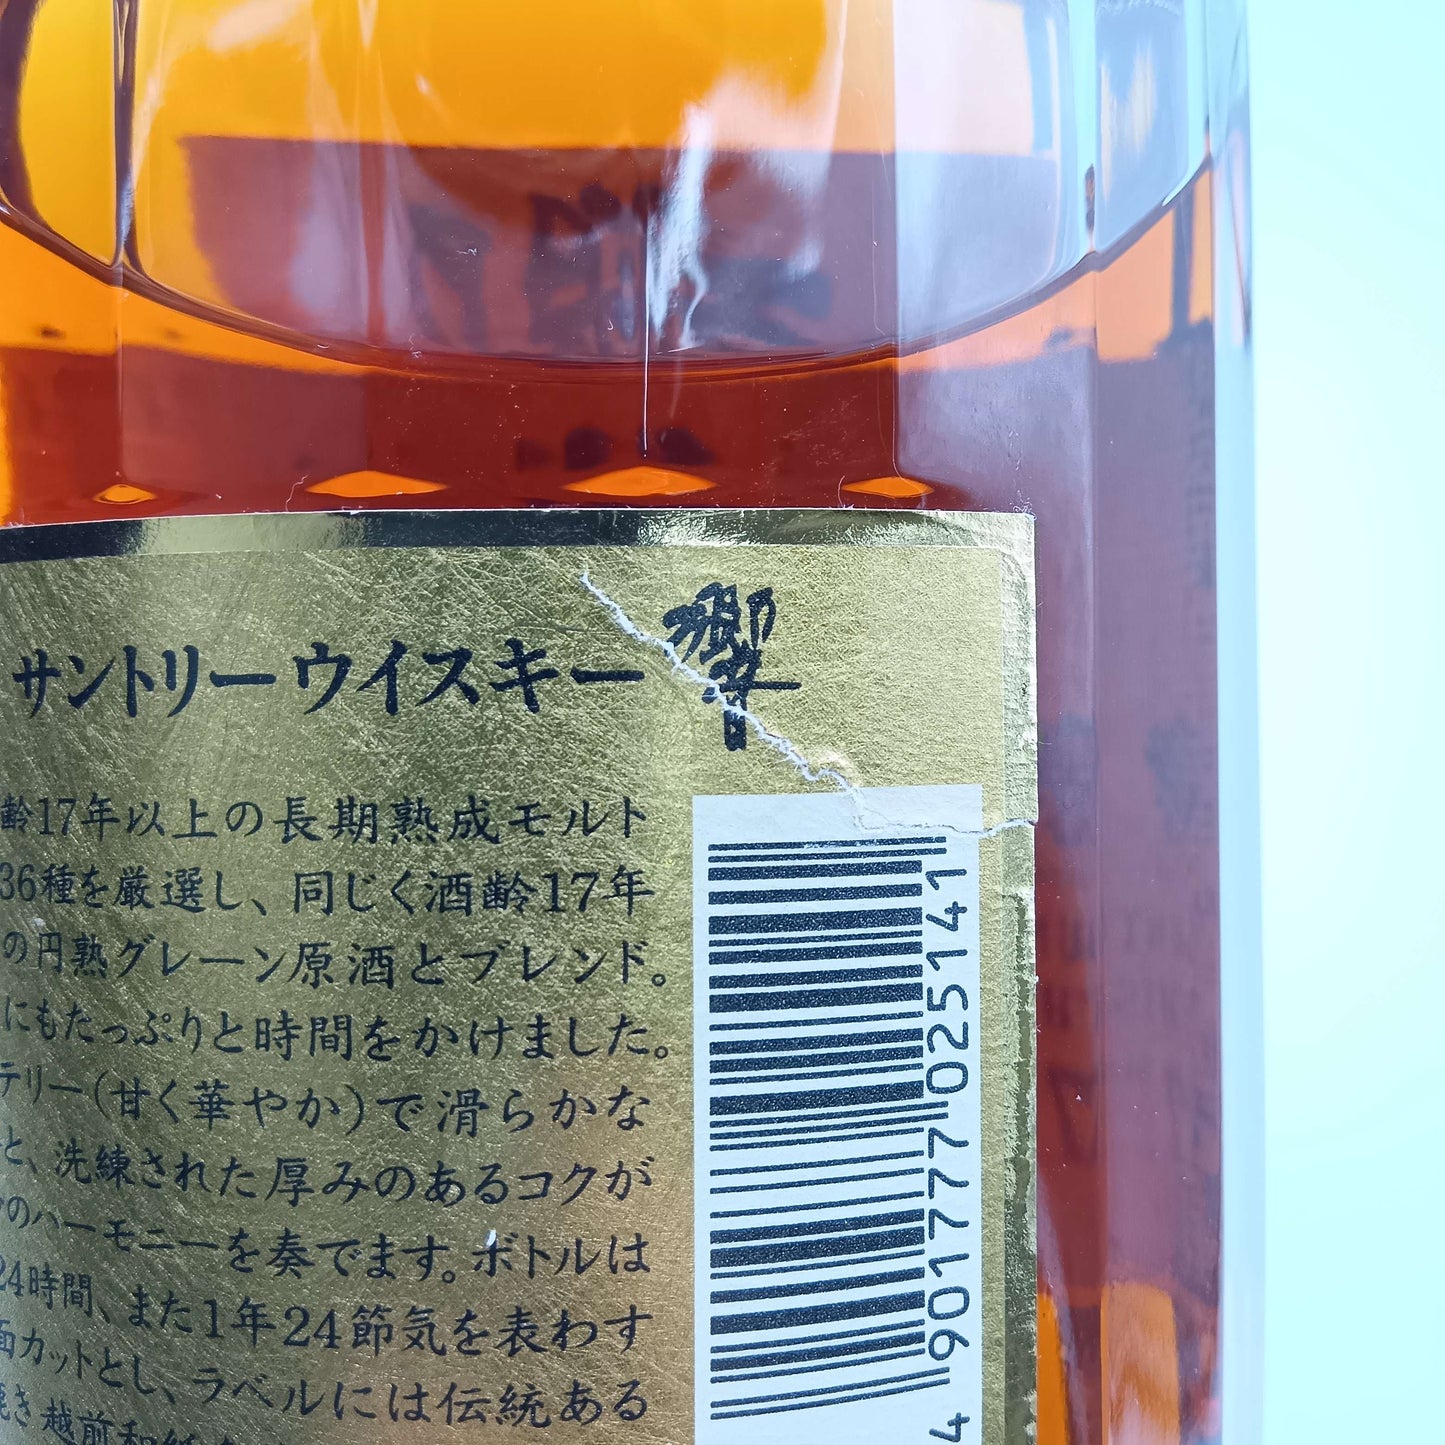 サントリーウイスキー 響
齢17年以上の長期熟成モルト
36種を厳選し、同じく酒齢17年
の円熟グレーン原酒とブレンド。
にもたっぷりと時間をかけました。
テリー(甘く華やか)で滑らかな
と、洗練された厚みのあるコクが
のハーモニーを奏でます。ボトルは
24時間、また1年24節気を表わす
面カットとし、ラベルには伝統ある
き越前和紙
4 901777 025141